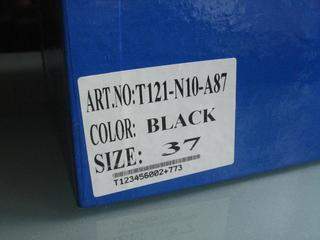 ART.NO:T121-N10-A87
COLOR: BLACK
SIZE: 37
T123456002+773